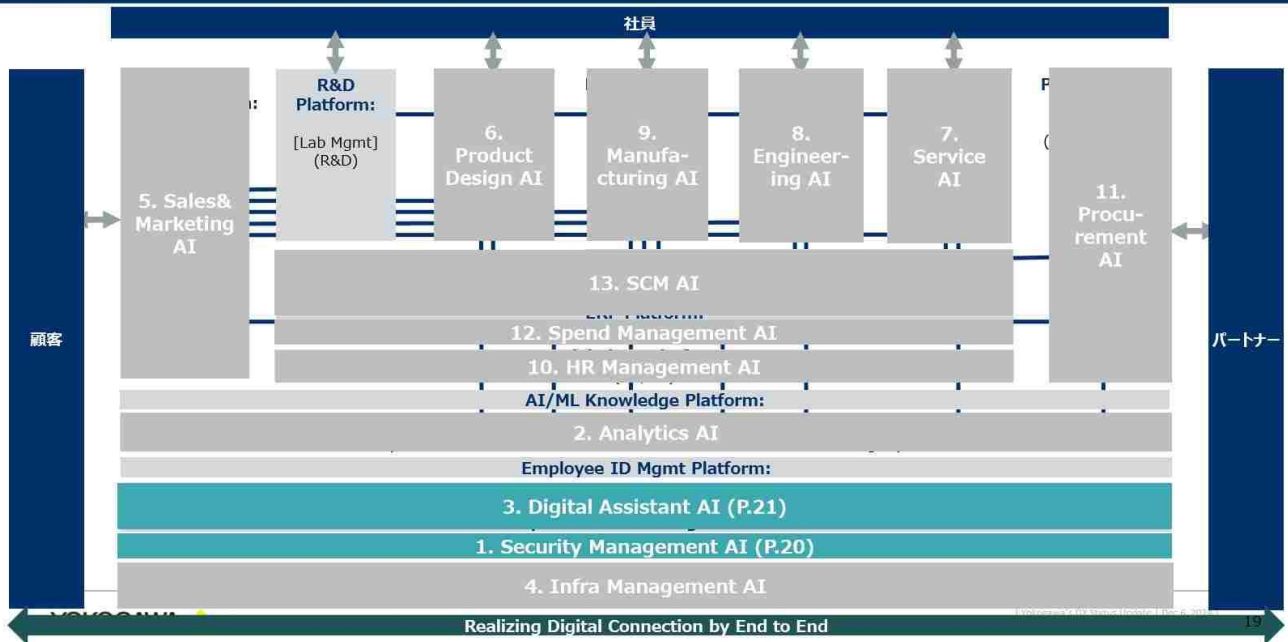 社員
R&D
Platform:
[Lab Mgmt]
(R&D)
6.
Product
Design AI
9.
Manufa-
cturing AI
8.
Engineer-
ing AI
7.
Service
AI
5. Sales&
Marketing
AI
11.
Procu-
rement
AI
13. SCM AI
12. Spend Management AI
10. HR Management AI
顧客
パートナー
AI/ML Knowledge Platform:
2. Analytics AI
Employee ID Mgmt Platform:
3. Digital Assistant AI (P.21)
1. Security Management AI (P.20)
4. Infra Management AI
Realizing Digital Connection by End to End
19